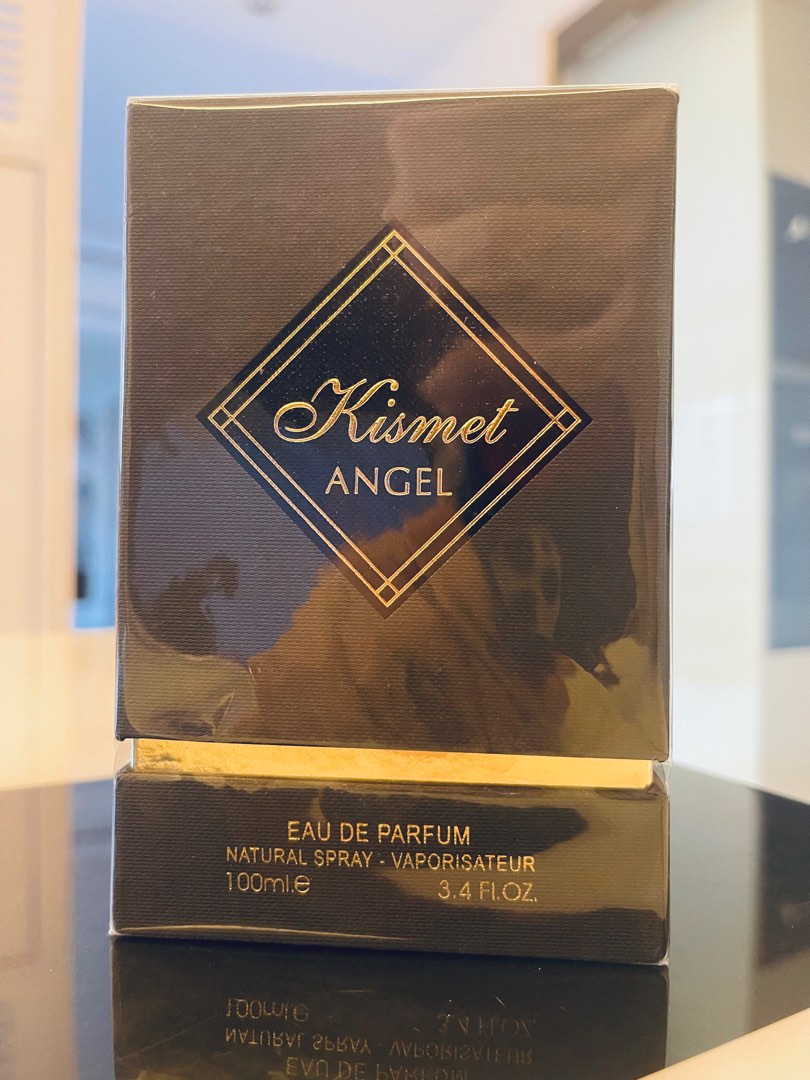 Kismet
ANGEL
EAU DE PARFUM
NATURAL SPRAY - VAPORISATEUR
100ml.e 3.4 Fl.OZ.